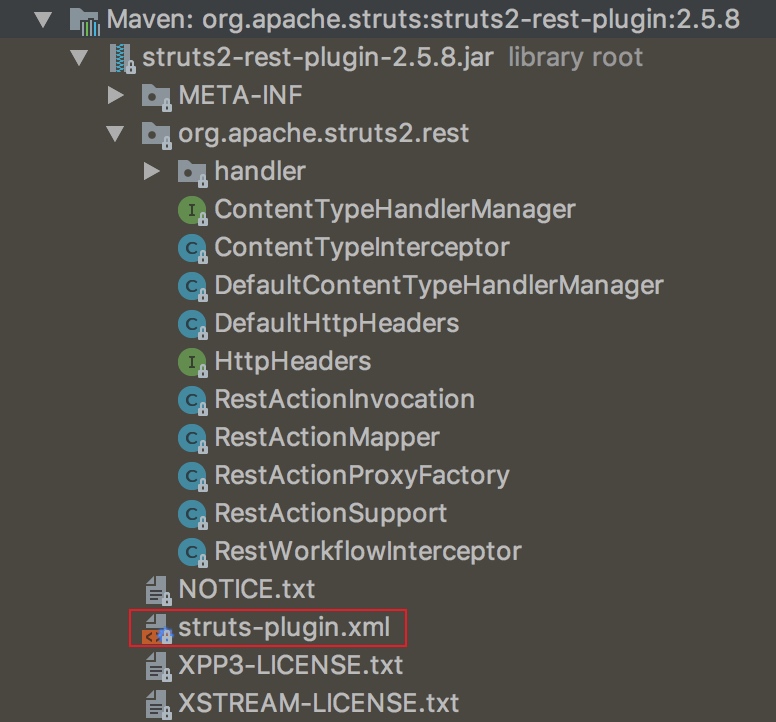 Maven: org.apache.struts:struts2-rest-plugin:2.5.8
struts2-rest-plugin-2.5.8.jar library root
META-INF
org.apache.struts2.rest
handler
I ContentTypeHandlerManager
C ContentTypeInterceptor
C DefaultContentTypeHandlerManager
C DefaultHttpHeaders
I HttpHeaders
C RestActionInvocation
C RestActionMapper
C RestActionProxyFactory
C RestActionSupport
C RestWorkflowInterceptor
NOTICE.txt
struts-plugin.xml
XPP3-LICENSE.txt
XSTREAM-LICENSE.txt